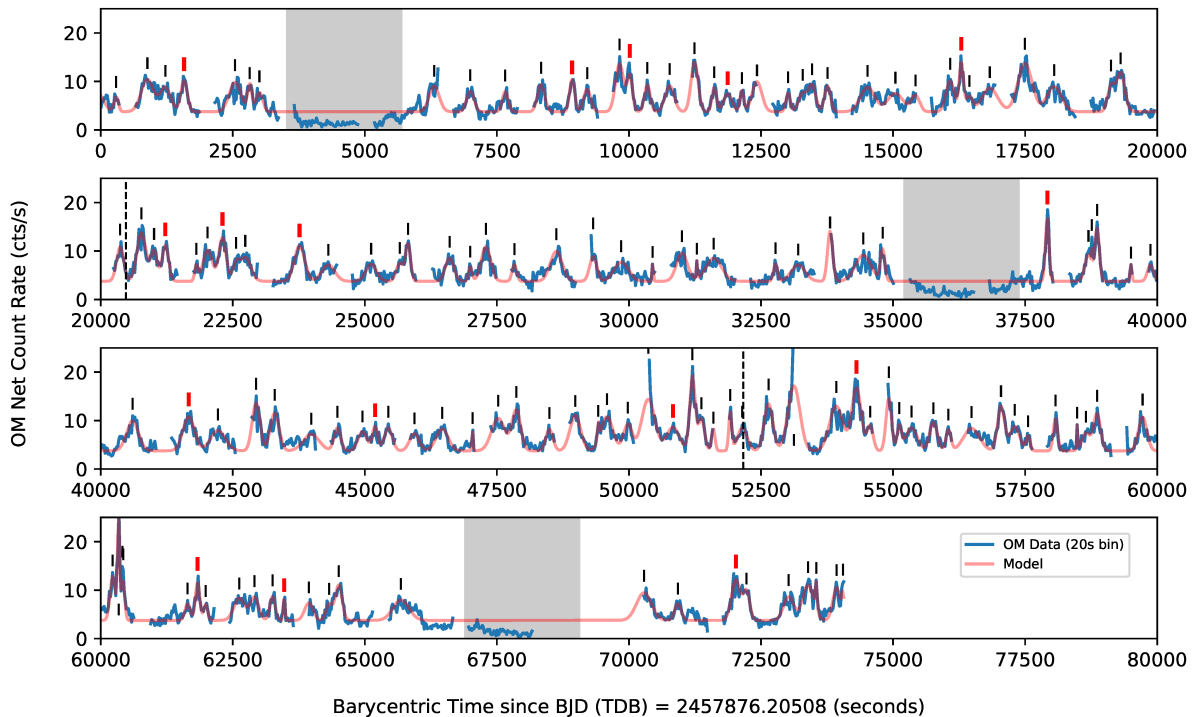 20
10
0
0 2500 5000 7500 10000 12500 15000 17500 20000
20
10
0
20000 22500 25000 27500 30000 32500 35000 37500 40000
OM Net Count Rate (cts/s)
20
10
0
40000 42500 45000 47500 50000 52500 55000 57500 60000
20
10
0
OM Data (20s bin)
Model
60000 62500 65000 67500 70000 72500 75000 77500 80000
Barycentric Time since BJD (TDB) = 2457876.20508 (seconds)